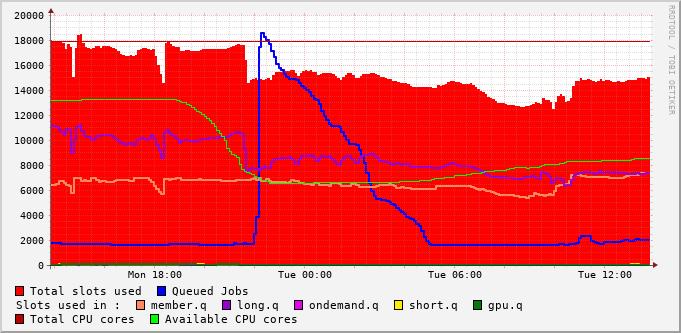 20000
18000
16000
14000
12000
10000
8000
6000
4000
2000
0
Mon 18:00 Tue 00:00 Tue 06:00 Tue 12:00
Total slots used Queued Jobs
Slots used in : member.q long.q ondemand.q short.q gpu.q
Total CPU cores Available CPU cores
RRDTOOL / TOBI OETIKER